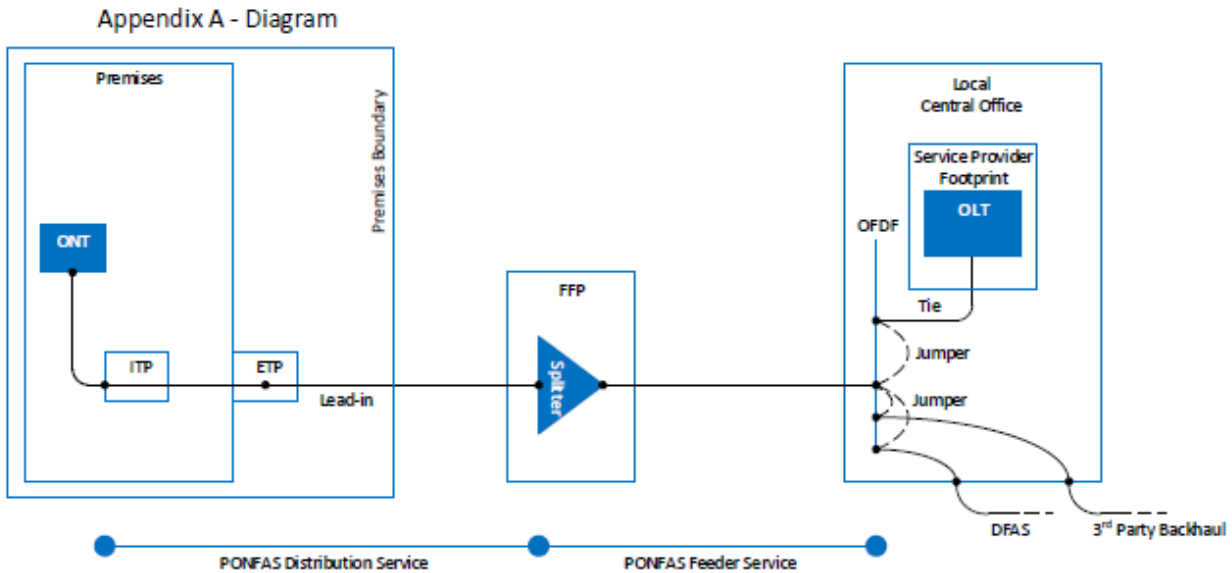 Appendix A - Diagram
Premises
Premises Boundary
ONT
ITP
ETP
Lead-in
FFP
Splitter
Local
Central Office
Service Provider
Footprint
OLT
OFDF
Tie
Jumper
Jumper
DFAS
3rd Party Backhaul
PONFAS Distribution Service
PONFAS Feeder Service